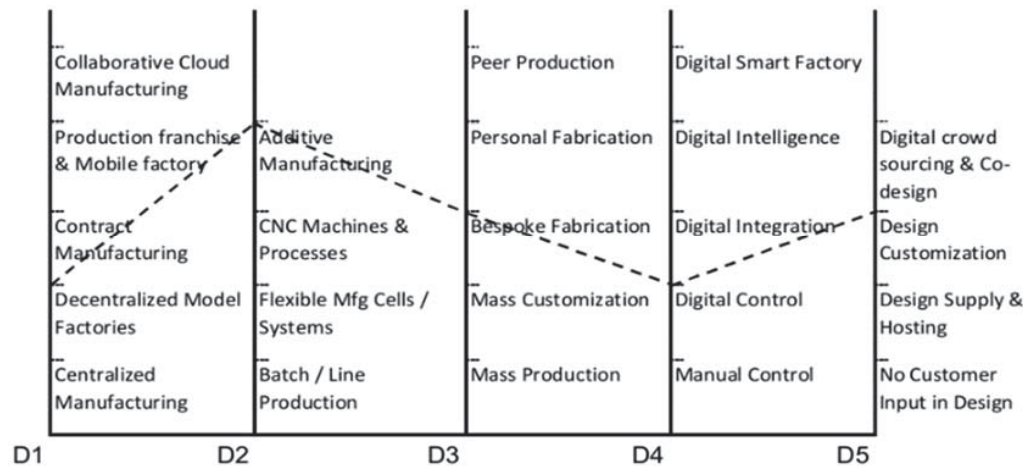 Collaborative Cloud
Manufacturing
Production franchise
& Mobile factory
Contract
Manufacturing
Decentralized Model
Factories
Centralized
Manufacturing
Additive
Manufacturing
CNC Machines &
Processes
Flexible Mfg Cells /
Systems
Batch / Line
Production
Peer Production
Personal Fabrication
Bespoke Fabrication
Mass Customization
Mass Production
Digital Smart Factory
Digital Intelligence
Digital Integration
Digital Control
Manual Control
Digital crowd
sourcing & Co-
design
Design
Customization
Design Supply &
Hosting
No Customer
Input in Design
D1
D2
D3
D4
D5